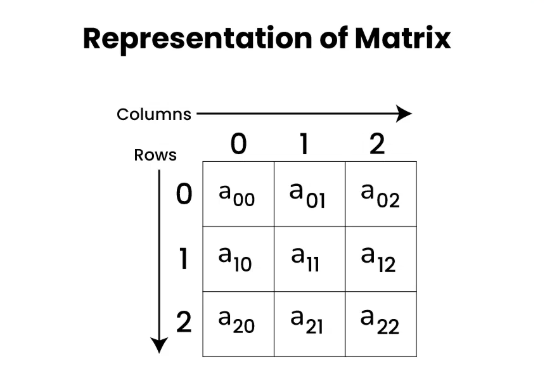 Representation of Matrix
Columns
0 1 2
Rows
0 a00 a01 a02
1 a10 a11 a12
2 a20 a21 a22